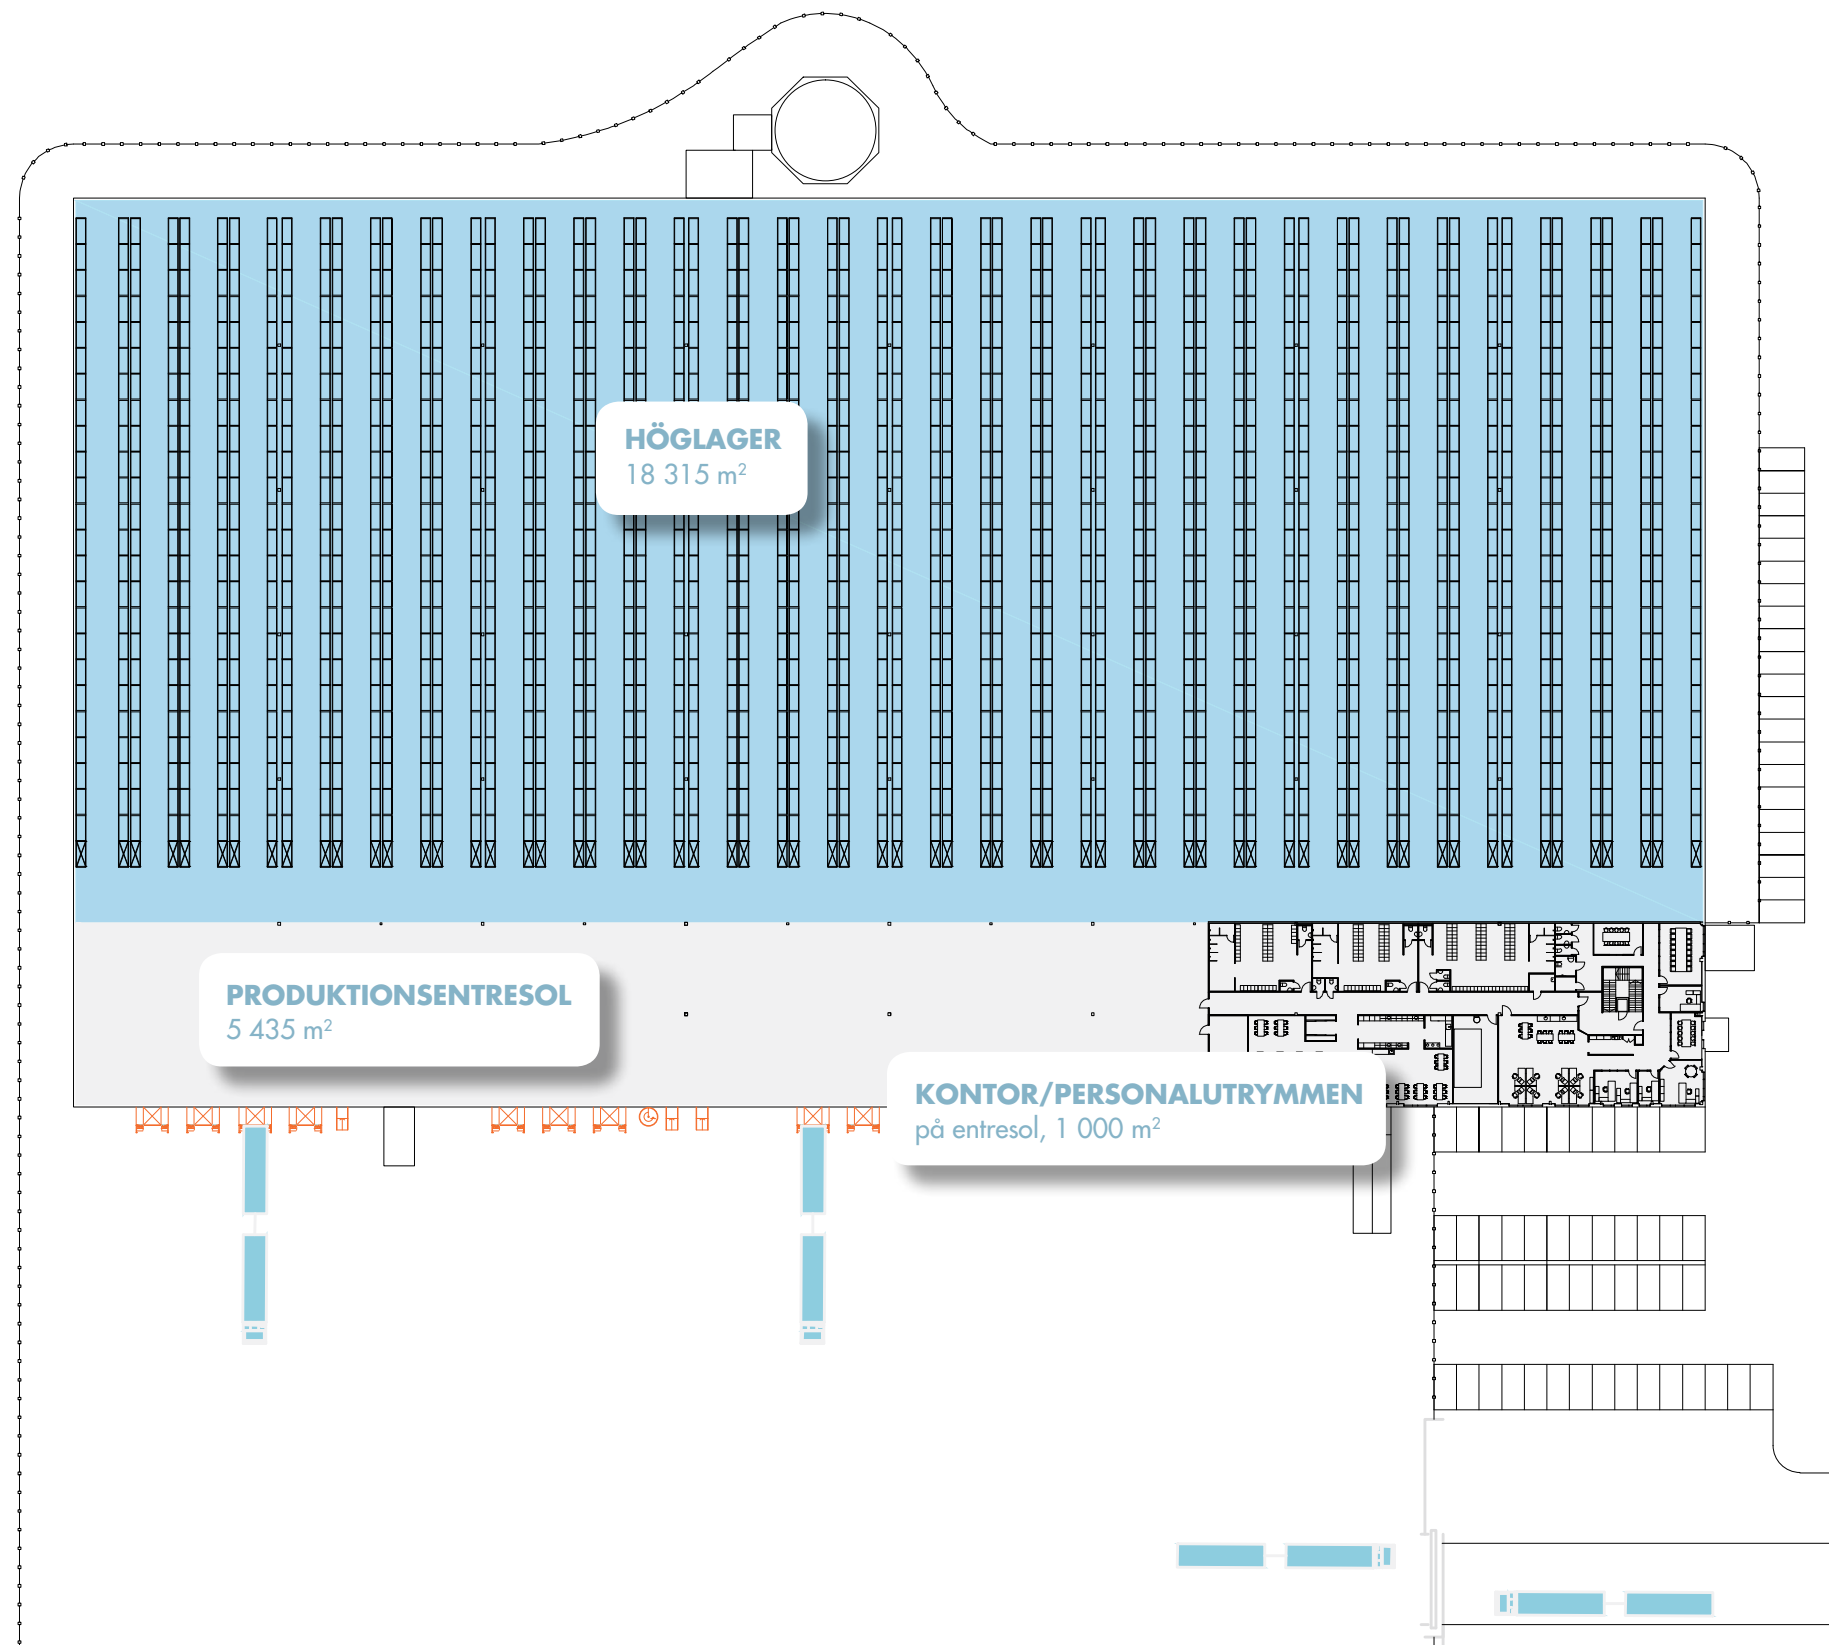 HÖGLAGER
18 315 m²
PRODUKTIONSENTRESOL
5 435 m²
KONTOR/PERSONALUTRYMMEN
på entresol, 1 000 m²